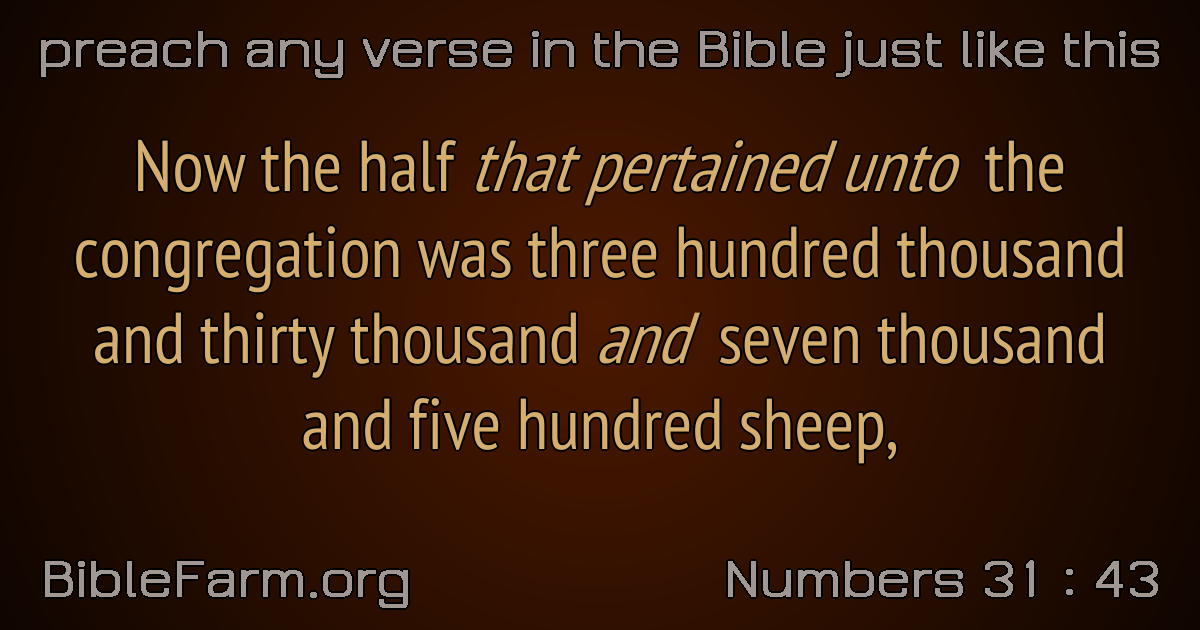 preach any verse in the Bible just like this
Now the half that pertained unto the
congregation was three hundred thousand
and thirty thousand and seven thousand
and five hundred sheep,
BibleFarm.org
Numbers 31 : 43